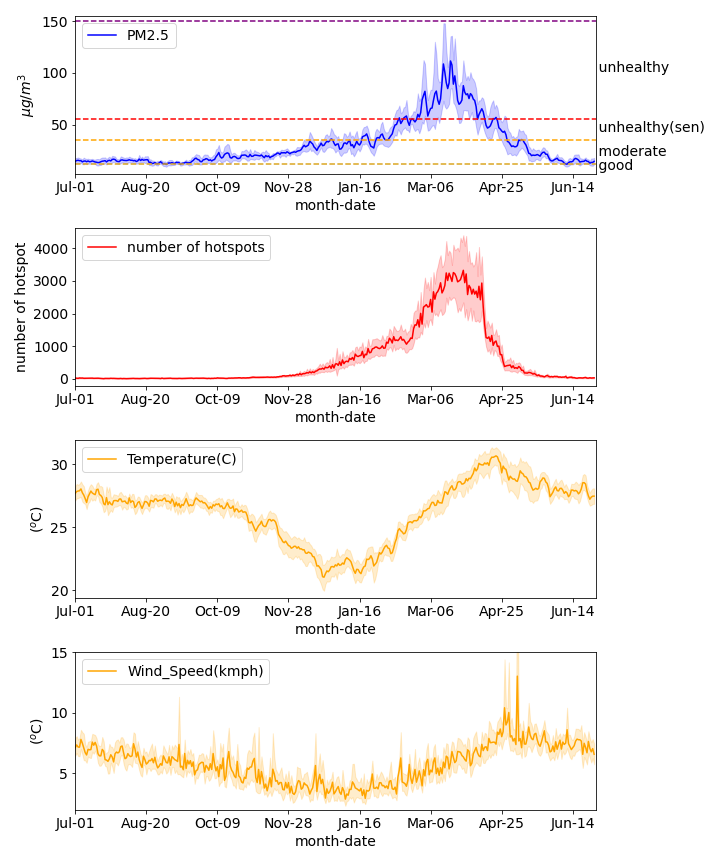 150
PM2.5
100
unhealthy
μg/m³
50
unhealthy(sen)
moderate
good
Jul-01 Aug-20 Oct-09 Nov-28 Jan-16 Mar-06 Apr-25 Jun-14
month-date
4000
number of hotspots
3000
number of hotspot
2000
1000
0
Jul-01 Aug-20 Oct-09 Nov-28 Jan-16 Mar-06 Apr-25 Jun-14
month-date
30
Temperature(C)
(°C)
25
20
Jul-01 Aug-20 Oct-09 Nov-28 Jan-16 Mar-06 Apr-25 Jun-14
month-date
15
Wind_Speed(kmph)
10
(°C)
5
Jul-01 Aug-20 Oct-09 Nov-28 Jan-16 Mar-06 Apr-25 Jun-14
month-date